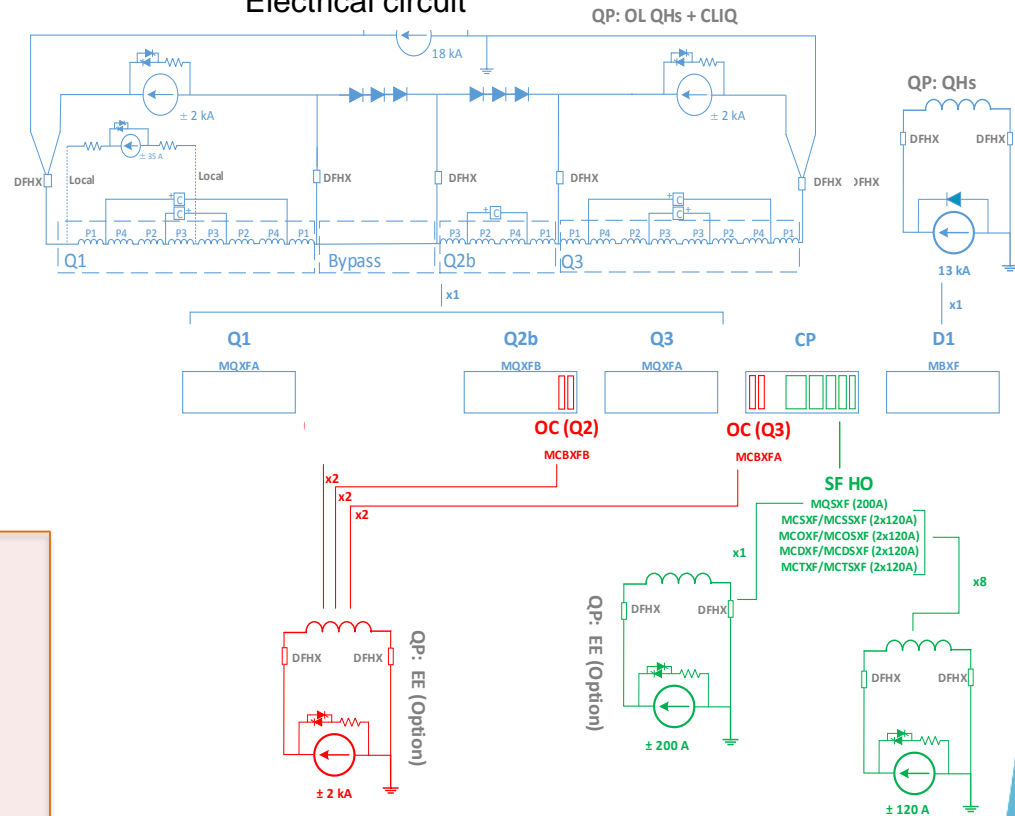 Electrical circuit
QP: OL QHs + CLIQ
18 kA
± 2 kA
± 2 kA
± 35 A
QP: QHs
DFHX
DFHX
13 kA
x1
DFHX
Local
Local
DFHX
DFHX
DFHX
DFHX
DFHX
C
C
C
C
C
P1 P4 P2 P3 P3 P2 P4 P1
P3 P2 P4 P1
P1 P4 P2 P3 P3 P2 P4 P1
Q1
Bypass
Q2b
Q3
x1
Q1
Q2b
Q3
CP
D1
MQXFA
MQXFB
MQXFA
MBXF
OC (Q2)
MCBXFB
OC (Q3)
MCBXFA
SF HO
MQSXF (200A)
MCSXF/MCSSXF (2x120A)
MCOXF/MCOSXF (2x120A)
MCDXF/MCDSXF (2x120A)
MCTXF/MCTSXF (2x120A)
x2
x2
x2
x1
x8
DFHX
DFHX
QP: EE (Option)
± 2 kA
QP: EE (Option)
DFHX
DFHX
± 200 A
DFHX
DFHX
± 120 A